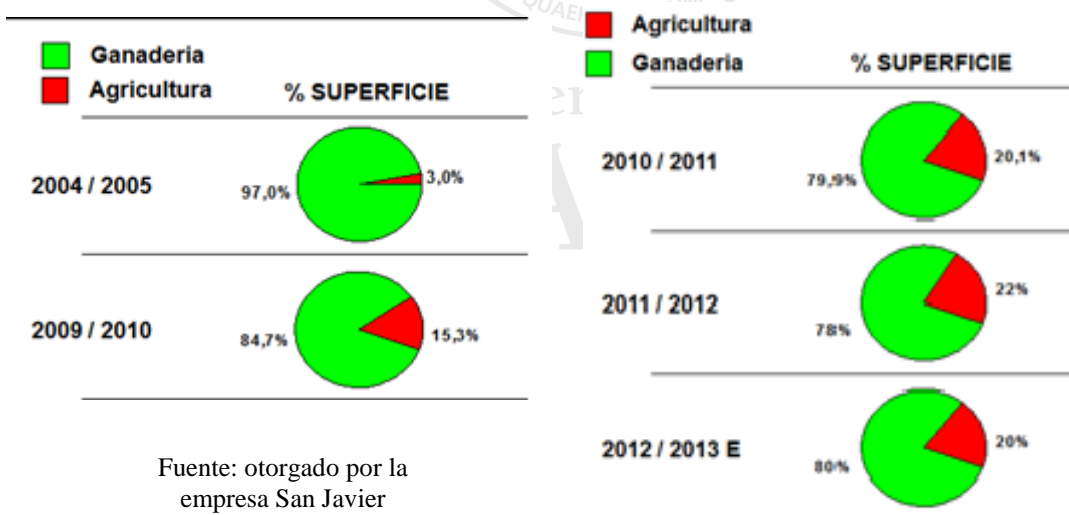 Ganaderia
Agricultura
% SUPERFICIE
2004 / 2005
97,0%
3,0%
2009 / 2010
84,7%
15,3%
Fuente: otorgado por la
empresa San Javier
Agricultura
Ganaderia
% SUPERFICIE
2010 / 2011
79,9%
20,1%
2011 / 2012
78%
22%
2012 / 2013 E
80%
20%